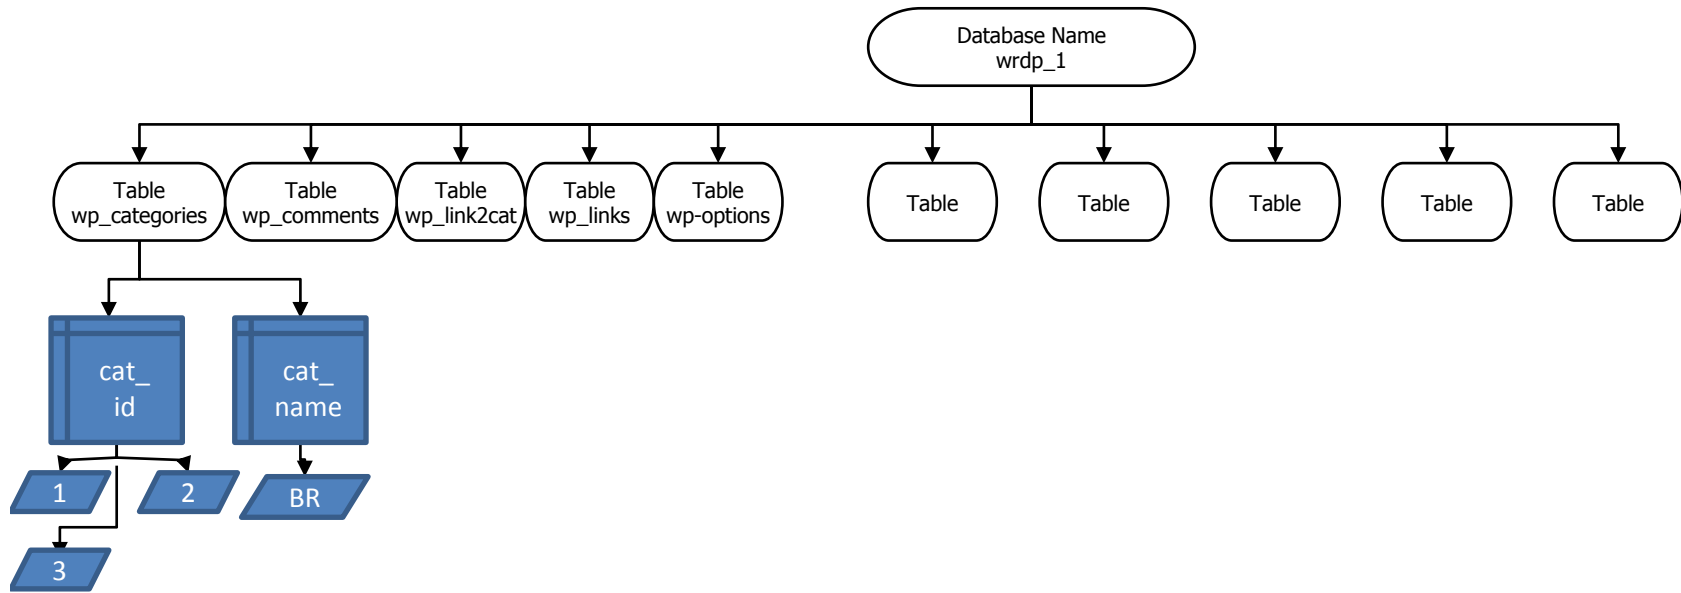 Database Name
wrdp_1
Table
wp_categories
Table
wp_comments
Table
wp_link2cat
Table
wp_links
Table
wp-options
Table
Table
Table
Table
Table
cat_
id
cat_
name
1
2
BR
3